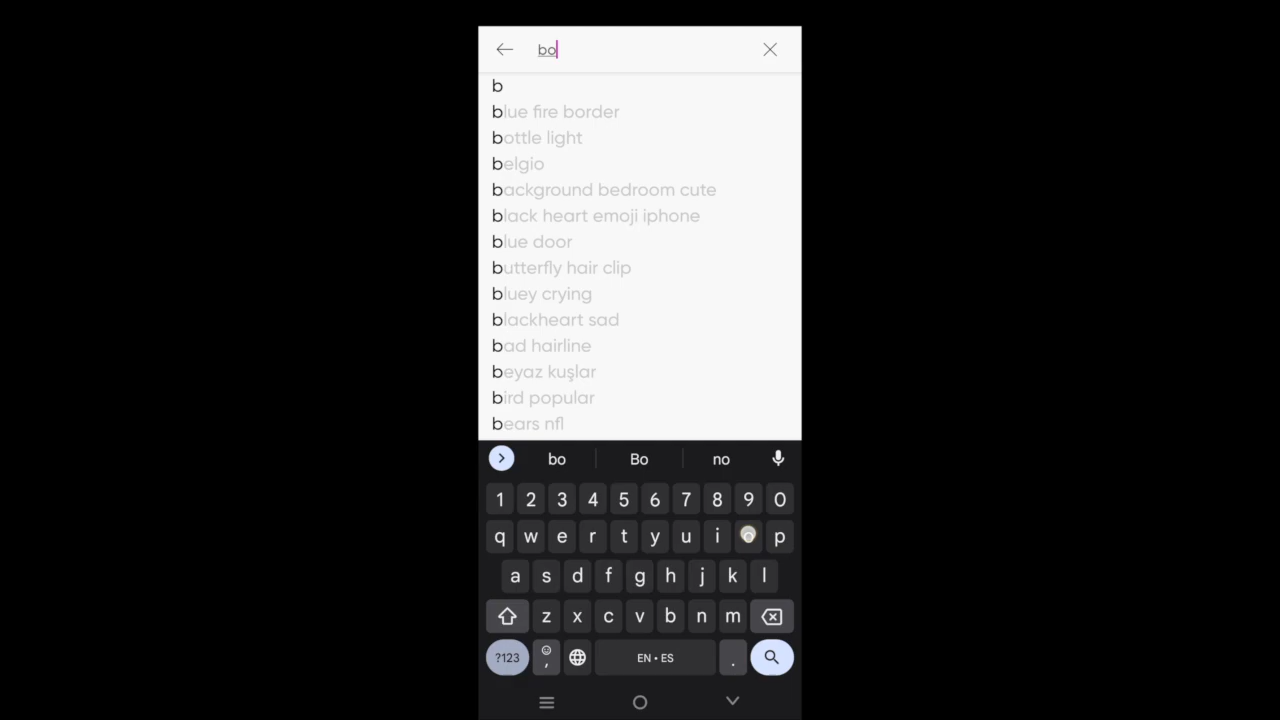 bo
b
blue fire border
bottle light
belgio
background bedroom cute
black heart emoji iphone
blue door
butterfly hair clip
bluey crying
blackheart sad
bad hairline
beyaz kuşlar
bird popular
bears nfl
bo Bo no
1 2 3 4 5 6 7 8 9 0
q w e r t y u i o p
a s d f g h j k l
z x c v b n m
?123 , EN • ES .